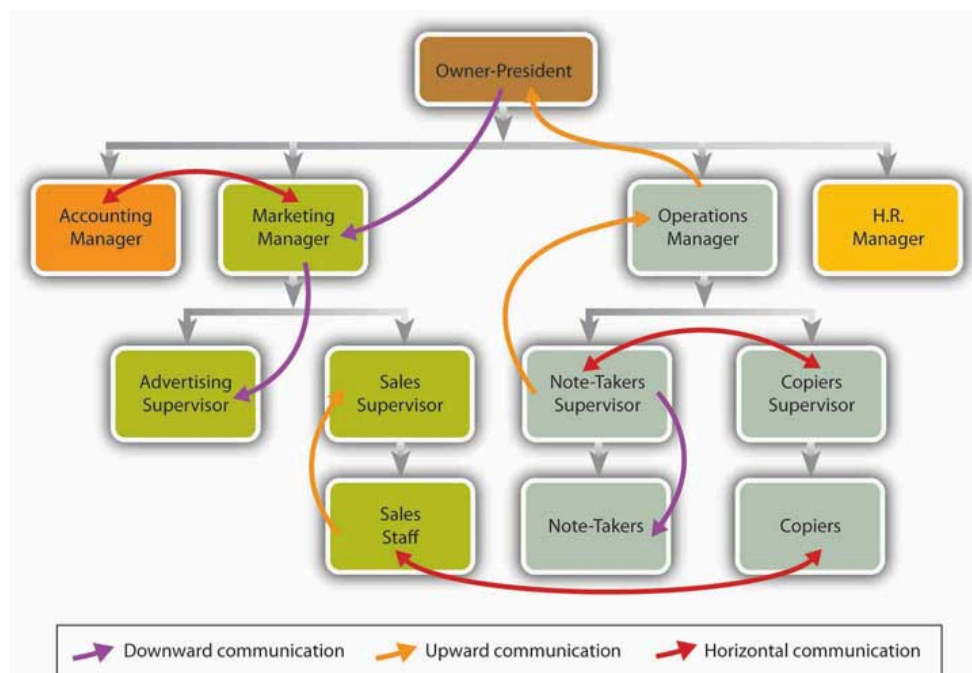 Owner-President
Accounting
Manager
Marketing
Manager
Operations
Manager
H.R.
Manager
Advertising
Supervisor
Sales
Supervisor
Note-Takers
Supervisor
Copiers
Supervisor
Sales
Staff
Note-Takers
Copiers
Downward communication
Upward communication
Horizontal communication